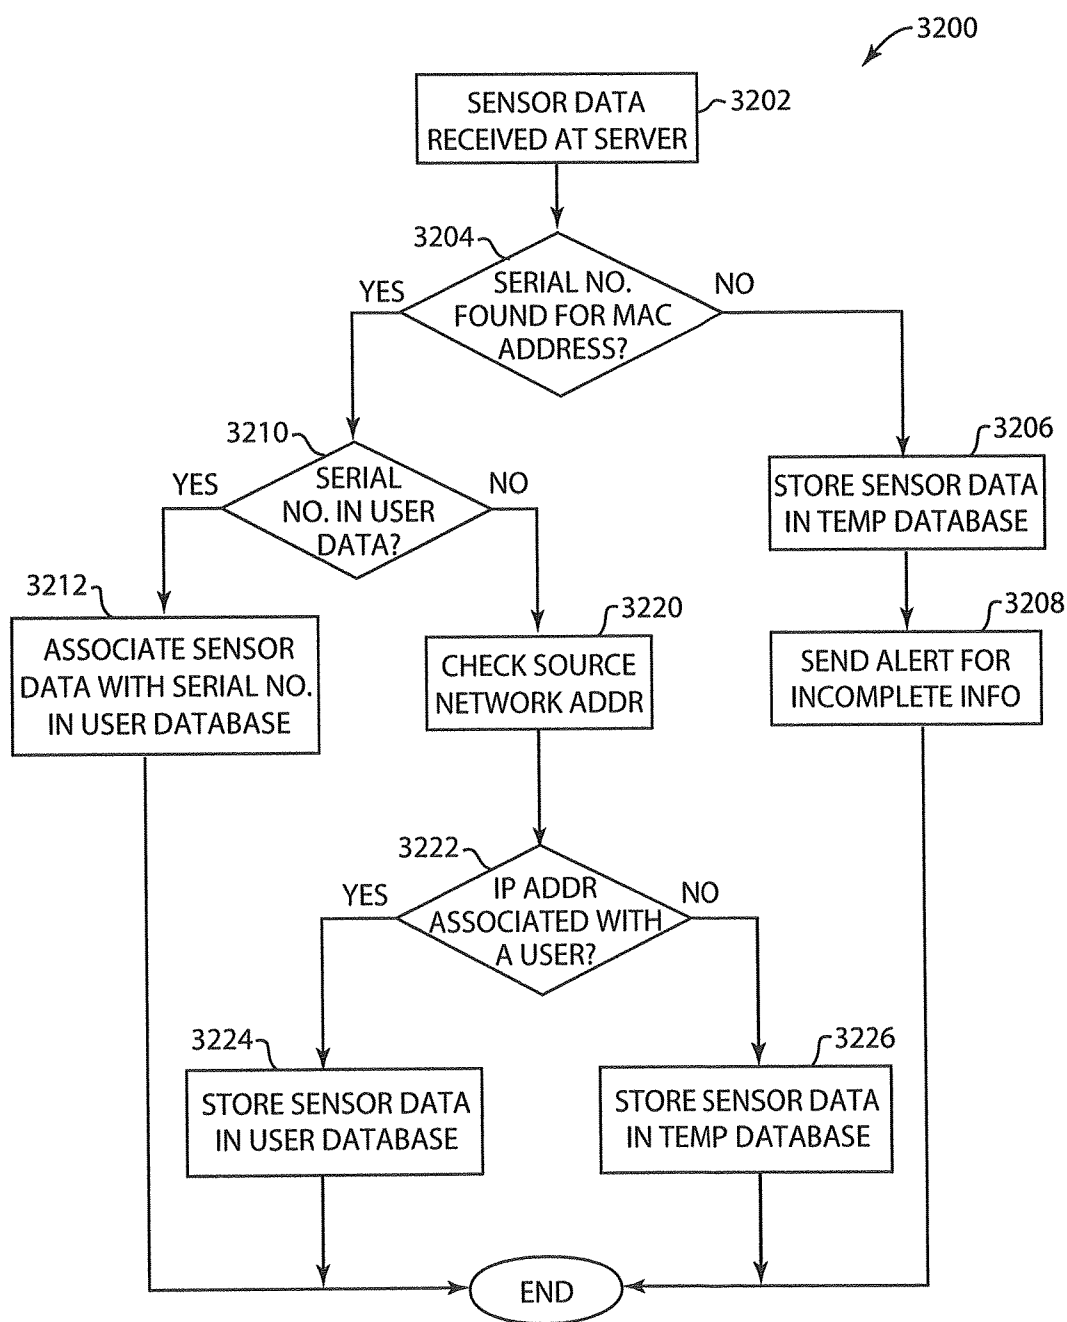 3200
SENSOR DATA
RECEIVED AT SERVER
3202
3204
YES
SERIAL NO.
FOUND FOR MAC
ADDRESS?
NO
3210
YES
SERIAL
NO. IN USER
DATA?
NO
3206
STORE SENSOR DATA
IN TEMP DATABASE
3212
ASSOCIATE SENSOR
DATA WITH SERIAL NO.
IN USER DATABASE
3220
CHECK SOURCE
NETWORK ADDR
3208
SEND ALERT FOR
INCOMPLETE INFO
3222
YES
IP ADDR
ASSOCIATED WITH
A USER?
NO
3224
STORE SENSOR DATA
IN USER DATABASE
3226
STORE SENSOR DATA
IN TEMP DATABASE
END